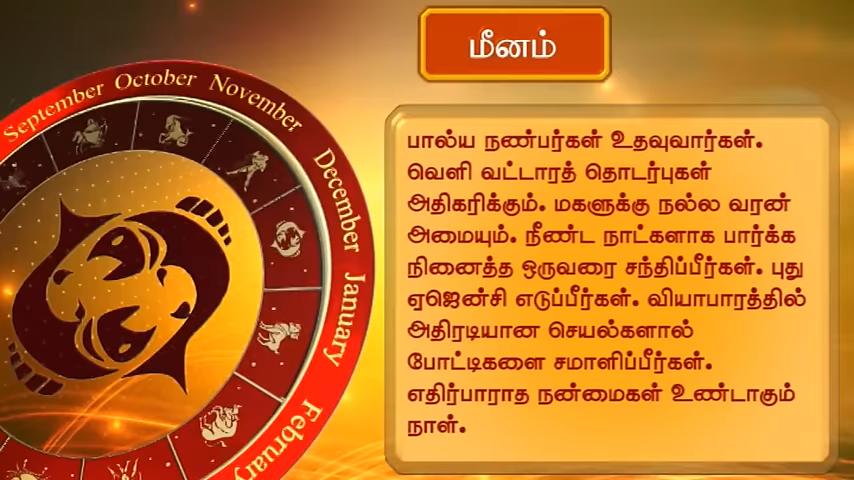 மீனம்
September October November December January February
பால்ய நண்பர்கள் உதவுவார்கள்.
வெளி வட்டாரத் தொடர்புகள்
அதிகரிக்கும். மகளுக்கு நல்ல வரன்
அமையும். நீண்ட நாட்களாக பார்க்க
நினைத்த ஒருவரை சந்திப்பீர்கள். புது
ஏஜென்சி எடுப்பீர்கள். வியாபாரத்தில்
அதிரடியான செயல்களால்
போட்டிகளை சமாளிப்பீர்கள்.
எதிர்பாராத நன்மைகள் உண்டாகும்
நாள்.